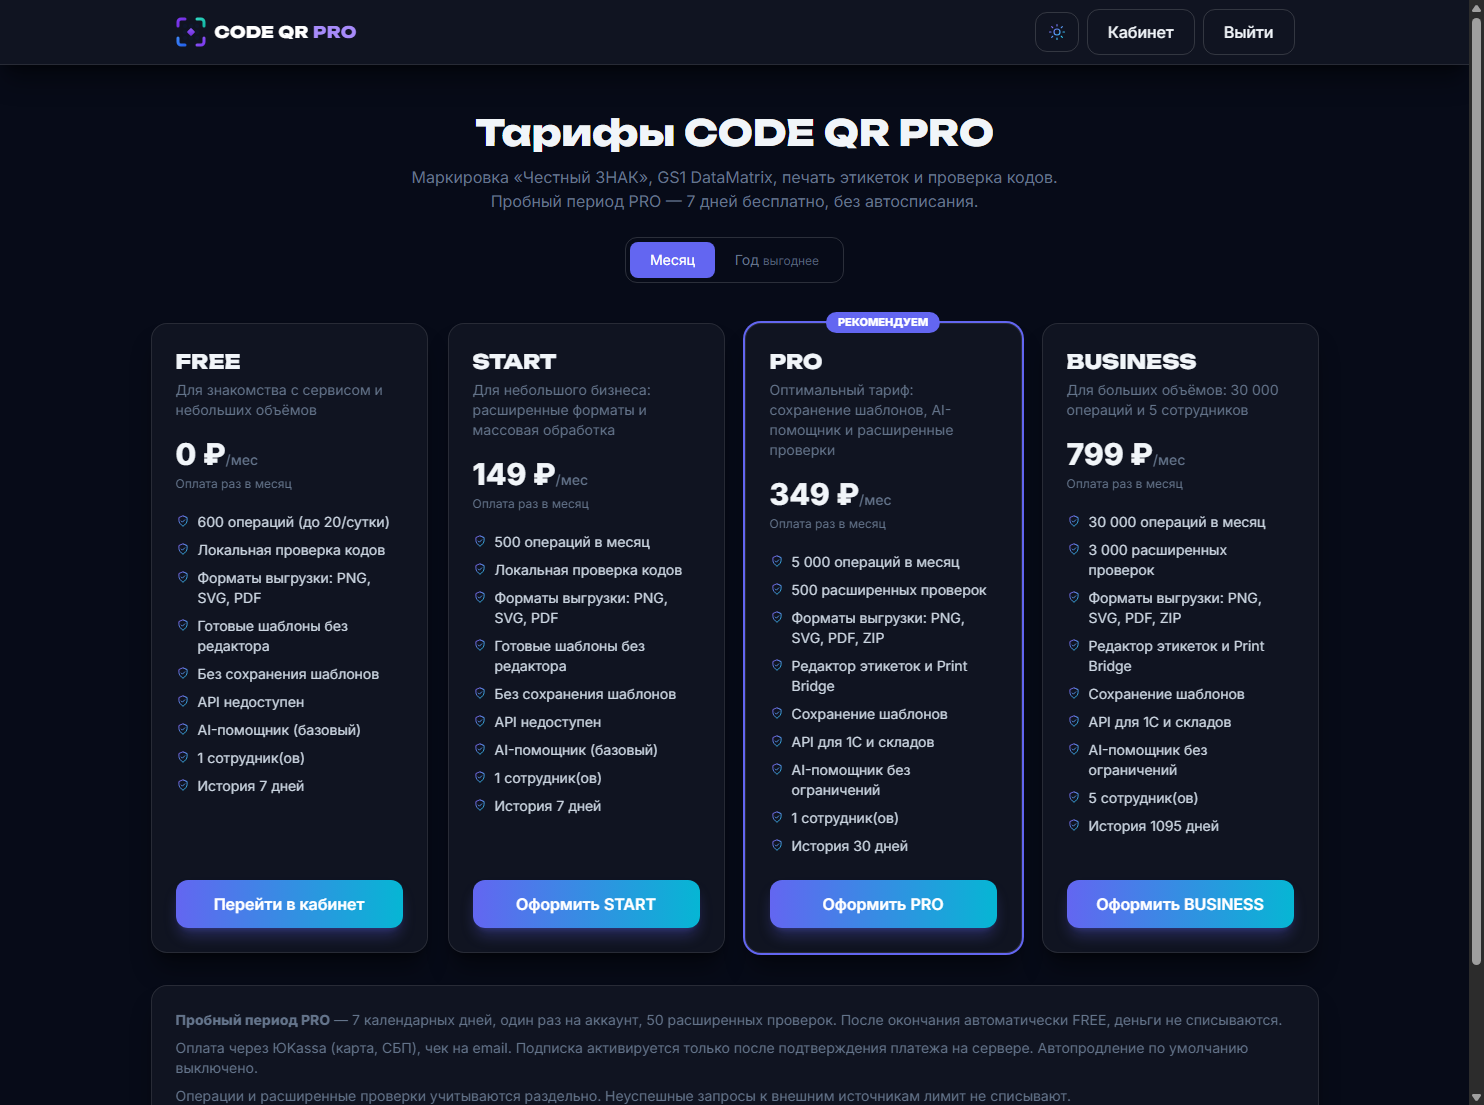 CODE QR PRO
Кабинет
Выйти
Тарифы CODE QR PRO
Маркировка «Честный ЗНАК», GS1 DataMatrix, печать этикеток и проверка кодов.
Пробный период PRO — 7 дней бесплатно, без автосписания.
Месяц
Год выгоднее
FREE
Для знакомства с сервисом и
небольших объёмов
0 ₽/мес
Оплата раз в месяц
600 операций (до 20/сутки)
Локальная проверка кодов
Форматы выгрузки: PNG,
SVG, PDF
Готовые шаблоны без
редактора
Без сохранения шаблонов
API недоступен
AI-помощник (базовый)
1 сотрудник(ов)
История 7 дней
Перейти в кабинет
START
Для небольшого бизнеса:
расширенные форматы и
массовая обработка
149 ₽/мес
Оплата раз в месяц
500 операций в месяц
Локальная проверка кодов
Форматы выгрузки: PNG,
SVG, PDF
Готовые шаблоны без
редактора
Без сохранения шаблонов
API недоступен
AI-помощник (базовый)
1 сотрудник(ов)
История 7 дней
Оформить START
РЕКОМЕНДУЕМ
PRO
Оптимальный тариф:
сохранение шаблонов, AI-
помощник и расширенные
проверки
349 ₽/мес
Оплата раз в месяц
5 000 операций в месяц
500 расширенных проверок
Форматы выгрузки: PNG,
SVG, PDF, ZIP
Редактор этикеток и Print
Bridge
Сохранение шаблонов
API для 1С и складов
AI-помощник без
ограничений
1 сотрудник(ов)
История 30 дней
Оформить PRO
BUSINESS
Для больших объёмов: 30 000
операций и 5 сотрудников
799 ₽/мес
Оплата раз в месяц
30 000 операций в месяц
3 000 расширенных
проверок
Форматы выгрузки: PNG,
SVG, PDF, ZIP
Редактор этикеток и Print
Bridge
Сохранение шаблонов
API для 1С и складов
AI-помощник без
ограничений
5 сотрудник(ов)
История 1095 дней
Оформить BUSINESS
Пробный период PRO — 7 календарных дней, один раз на аккаунт, 50 расширенных проверок. После окончания автоматически FREE, деньги не списываются.
Оплата через ЮKassa (карта, СБП), чек на email. Подписка активируется только после подтверждения платежа на сервере. Автопродление по умолчанию
выключено.
Операции и расширенные проверки учитываются раздельно. Неуспешные запросы к внешним источникам лимит не списывают.